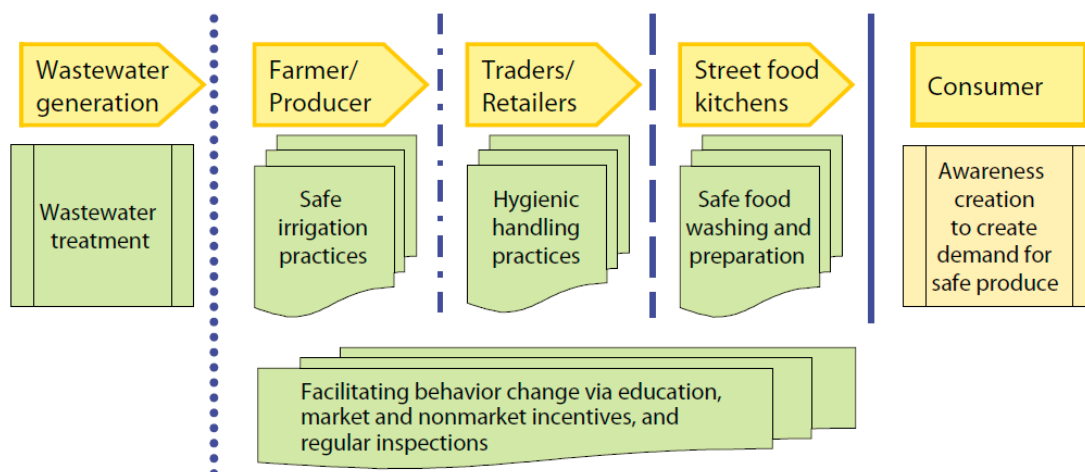 Wastewater
generation
Farmer/
Producer
Traders/
Retailers
Street food
kitchens
Consumer
Wastewater
treatment
Safe
irrigation
practices
Hygienic
handling
practices
Safe food
washing and
preparation
Awareness
creation
to create
demand for
safe produce
Facilitating behavior change via education,
market and nonmarket incentives, and
regular inspections